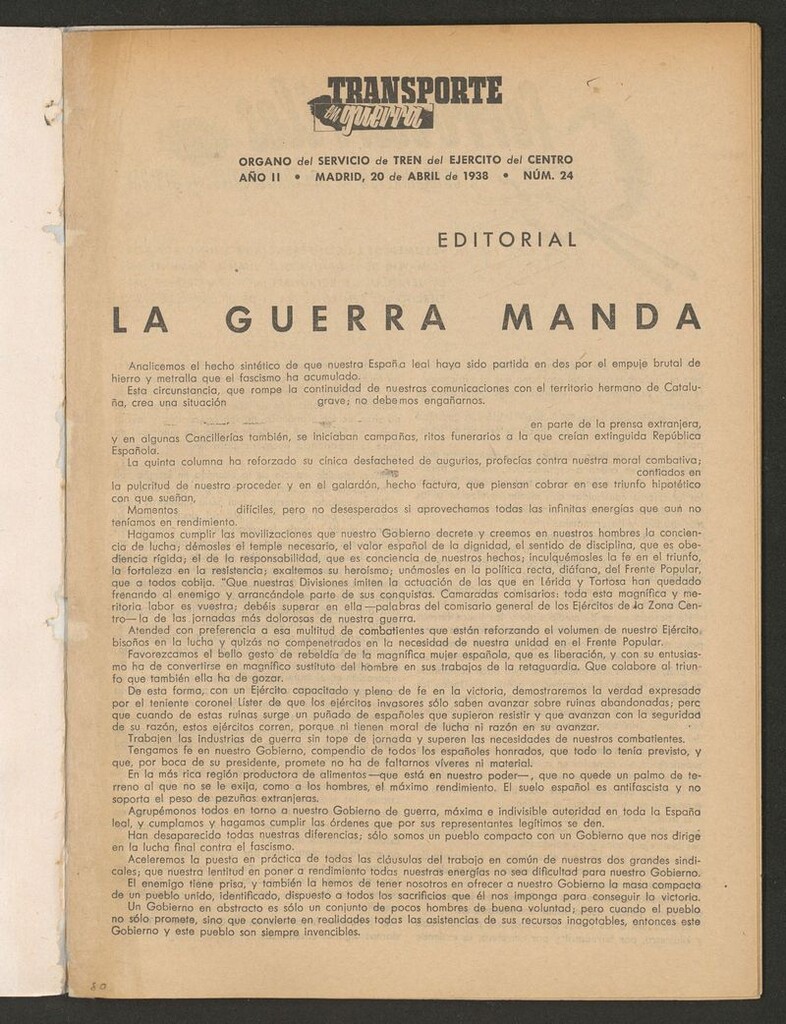 TRANSPORTE
en guerra
ORGANO del SERVICIO de TREN del EJERCITO del CENTRO
AÑO II • MADRID, 20 de ABRIL de 1938 • NÚM. 24
EDITORIAL
LA GUERRA MANDA
Analicemos el hecho sintético de que nuestra España leal haya sido partida en dos por el empuje brutal de
hierro y metralla que el fascismo ha acumulado.
Esta circunstancia, que rompe la continuidad de nuestras comunicaciones con el territorio hermano de Catalu-
ña, crea una situación grave; no debemos engañarnos.
en parte de la prensa extranjera,
y en algunas Cancillerías también, se iniciaban campañas, ritos funerarios a la que creían extinguida República
Española.
La quinta columna ha reforzado su cínica desfachated de augurios, profecías contra nuestra moral combativa;
confiados en
la pulcritud de nuestro proceder y en el galardón, hecho factura, que piensan cobrar en ese triunfo hipotético
con que sueñan,
Momentos difíciles, pero no desesperados si aprovechamos todas las infinitas energías que aun no
teníamos en rendimiento.
Hagamos cumplir las movilizaciones que nuestro Gobierno decrete y creemos en nuestros hombres la concien-
cia de lucha; démosles el temple necesario, el valor español de la dignidad, el sentido de disciplina, que es obe-
diencia rígida; el de la responsabilidad, que es conciencia de nuestros hechos; inculquémosles la fe en el triunfo,
la fortaleza en la resistencia; exaltemos su heroísmo; unámosles en la política recta, diáfana, del Frente Popular,
que a todos cobija. "Que nuestras Divisiones imiten la actuación de las que en Lérida y Tortosa han quedado
frenando al enemigo y arrancándole parte de sus conquistas. Camaradas comisarios: toda esta magnífica y me-
ritoria labor es vuestra; debéis superar en ella—palabras del comisario general de los Ejércitos de la Zona Cen-
tro—la de las jornadas más dolorosas de nuestra guerra.
Atended con preferencia a esa multitud de combatientes que están reforzando el volumen de nuestro Ejército,
bisoños en la lucha y quizás no compenetrados en la necesidad de nuestra unidad en el Frente Popular.
Favorezcamos el bello gesto de rebeldía de la magnífica mujer española, que es liberación, y con su entusias-
mo ha de convertirse en magnífico sustituto del hombre en sus trabajos de la retaguardia. Que colabore al triun-
fo que también ella ha de gozar.
De esta forma, con un Ejército capacitado y pleno de fe en la victoria, demostraremos la verdad expresada
por el teniente coronel Líster de que los ejércitos invasores sólo saben avanzar sobre ruinas abandonadas; pero
que cuando de estas ruinas surge un puñado de españoles que supieron resistir y que avanzan con la seguridad
de su razón, estos ejércitos corren, porque ni tienen moral de lucha ni razón en su avanzar.
Trabajen las industrias de guerra sin tope de jornada y superen las necesidades de nuestros combatientes.
Tengamos fe en nuestro Gobierno, compendio de todos los españoles honrados, que todo lo tenía previsto, y
que, por boca de su presidente, promete no ha de faltarnos víveres ni material.
En la más rica región productora de alimentos—que está en nuestro poder—, que no quede un palmo de te-
rreno al que no se le exija, como a los hombres, el máximo rendimiento. El suelo español es antifascista y no
soporta el peso de pezuñas extranjeras.
Agrupémonos todos en torno a nuestro Gobierno de guerra, máxima e indivisible autoridad en toda la España
leal, y cumplamos y hagamos cumplir las órdenes que por sus representantes legítimos se den.
Han desaparecido todas nuestras diferencias; sólo somos un pueblo compacto con un Gobierno que nos dirige
en la lucha final contra el fascismo.
Aceleremos la puesta en práctica de todas las cláusulas del trabajo en común de nuestras dos grandes sindi-
cales; que nuestra lentitud en poner a rendimiento todas nuestras energías no sea dificultad para nuestro Gobierno.
El enemigo tiene prisa, y también la hemos de tener nosotros en ofrecer a nuestro Gobierno la masa compacta
de un pueblo unido, identificado, dispuesto a todos los sacrificios que él nos imponga para conseguir la victoria.
Un Gobierno en abstracto es sólo un conjunto de pocos hombres de buena voluntad; pero cuando el pueblo
no sólo promete, sino que convierte en realidades todas las asistencias de sus recursos inagotables, entonces este
Gobierno y este pueblo son siempre invencibles.
80